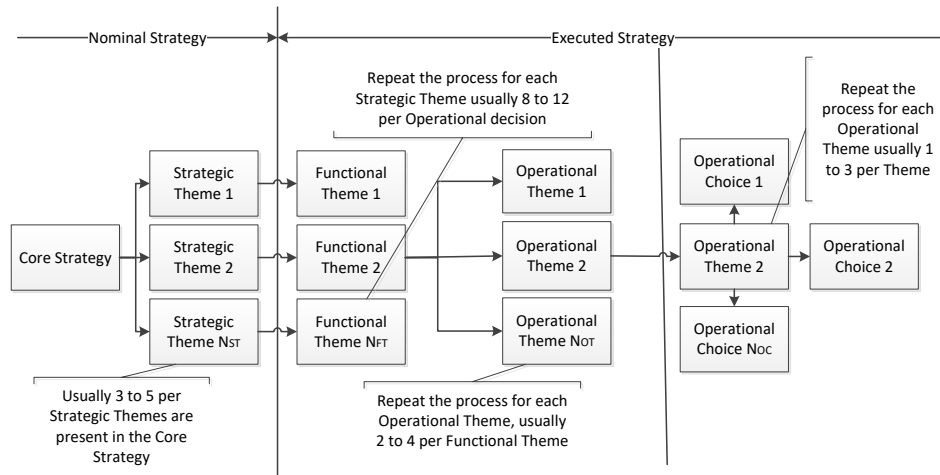 Nominal Strategy
Executed Strategy
Repeat the process for each
Strategic Theme usually 8 to 12
per Operational decision
Repeat the
process for each
Operational
Theme usually 1
to 3 per Theme
Strategic
Theme 1
Functional
Theme 1
Operational
Theme 1
Operational
Choice 1
Core Strategy
Strategic
Theme 2
Functional
Theme 2
Operational
Theme 2
Operational
Theme 2
Operational
Choice 2
Strategic
Theme NST
Functional
Theme NFT
Operational
Theme NOT
Operational
Choice NOC
Usually 3 to 5 per
Strategic Themes are
present in the Core
Strategy
Repeat the process for each
Operational Theme, usually
2 to 4 per Functional Theme